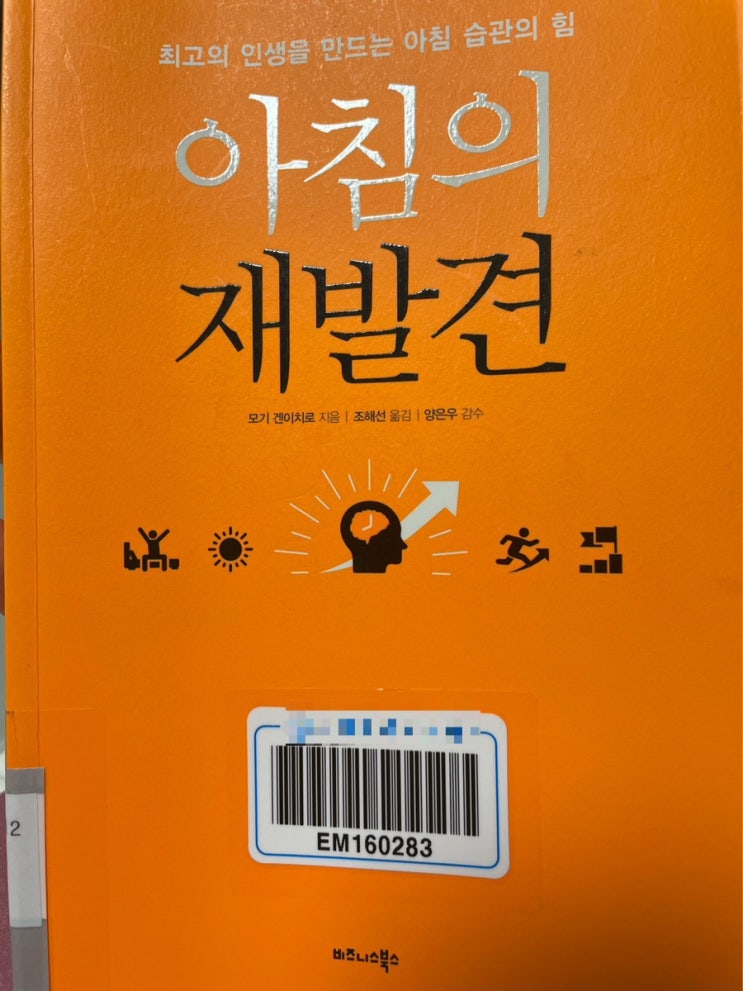 최고의 인생을 만드는 아침 습관의 힘
아침의
재발견
모기 겐이치로 지음 | 조해선 옮김 | 양은우 감수
EM160283
2
비즈니스북스